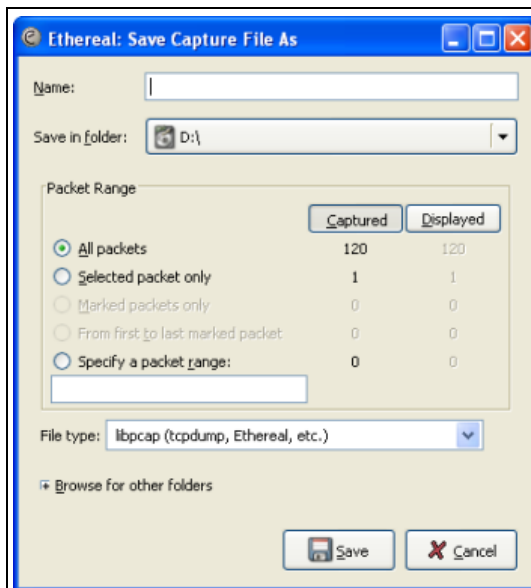 Ethereal: Save Capture File As
Name:
Save in folder: D:\
Packet Range
Captured Displayed
All packets 120 120
Selected packet only 1 1
Marked packets only 0 0
From first to last marked packet 0 0
Specify a packet range: 0 0
File type: libpcap (tcpdump, Ethereal, etc.)
Browse for other folders
Save Cancel